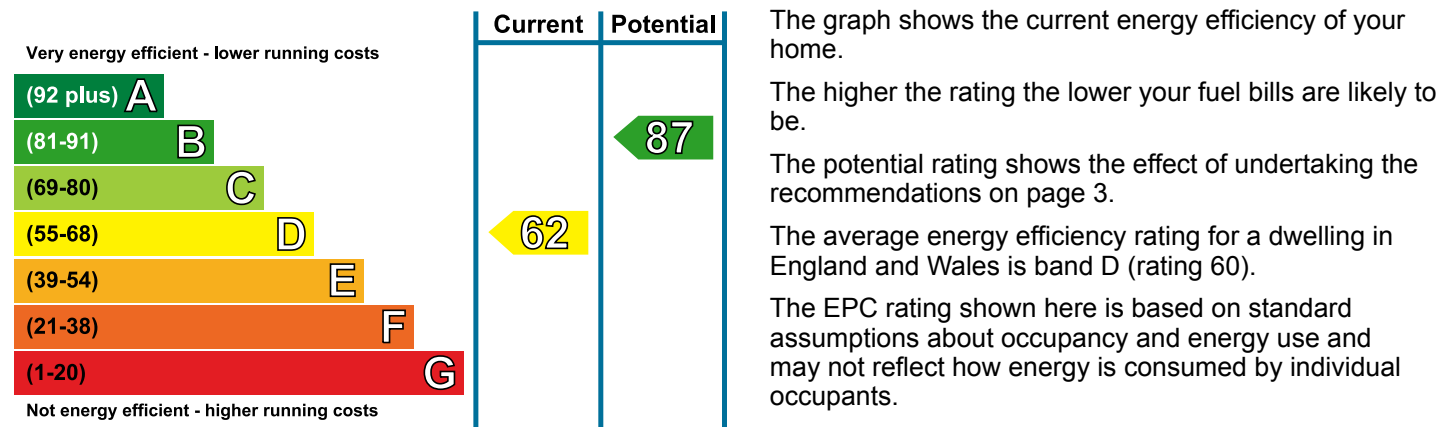 Current Potential
Very energy efficient - lower running costs
(92 plus) A
(81-91) B
87
(69-80) C
(55-68) D
62
(39-54) E
(21-38) F
(1-20) G
Not energy efficient - higher running costs
The graph shows the current energy efficiency of your
home.
The higher the rating the lower your fuel bills are likely to
be.
The potential rating shows the effect of undertaking the
recommendations on page 3.
The average energy efficiency rating for a dwelling in
England and Wales is band D (rating 60).
The EPC rating shown here is based on standard
assumptions about occupancy and energy use and
may not reflect how energy is consumed by individual
occupants.